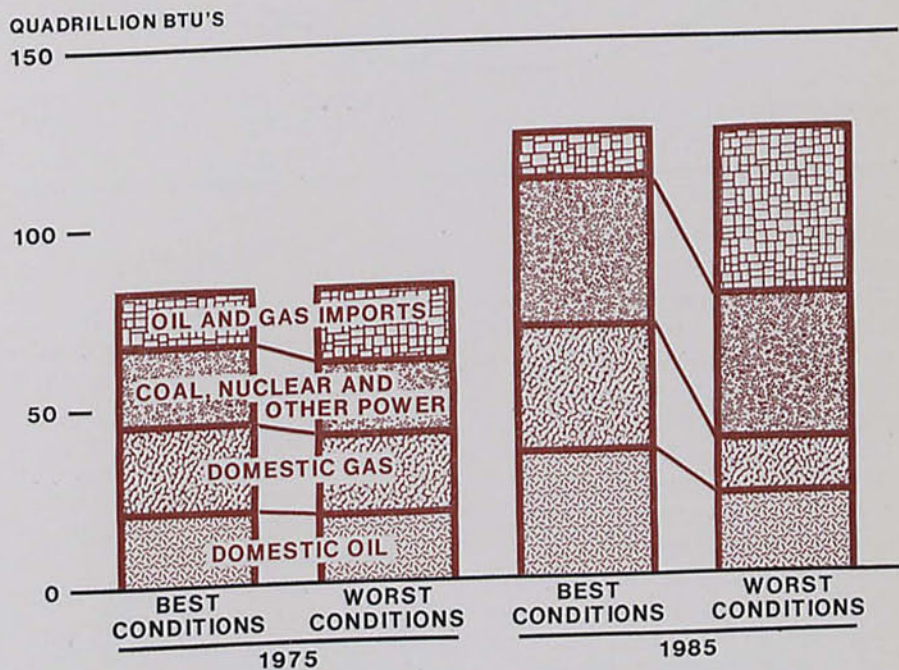 QUADRILLION BTU'S
150
100
50
0
OIL AND GAS IMPORTS
COAL, NUCLEAR AND
OTHER POWER
DOMESTIC GAS
DOMESTIC OIL
BEST
CONDITIONS
WORST
CONDITIONS
BEST
CONDITIONS
WORST
CONDITIONS
1975
1985